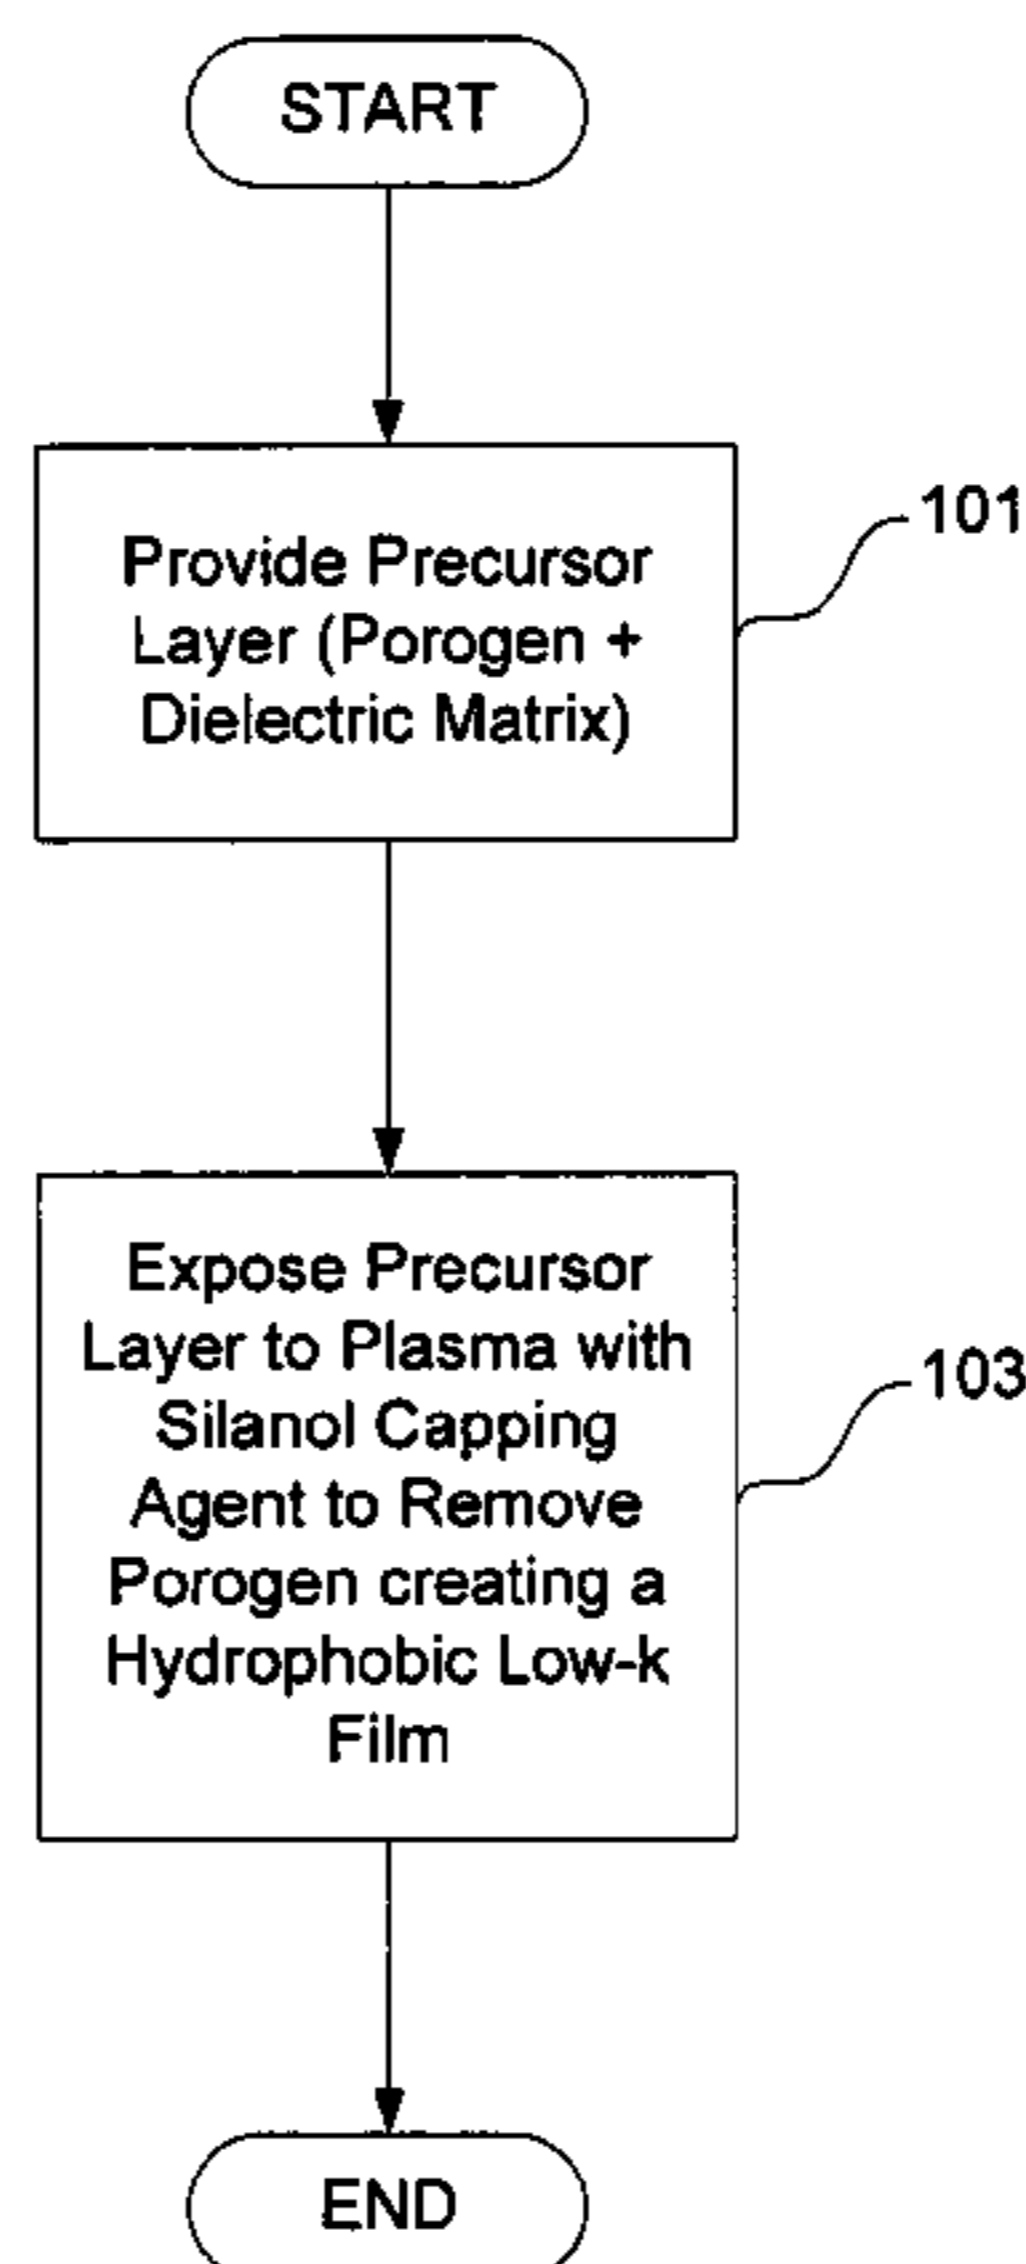 START
Provide Precursor
Layer (Porogen +
Dielectric Matrix)
101
Expose Precursor
Layer to Plasma with
Silanol Capping
Agent to Remove
Porogen creating a
Hydrophobic Low-k
Film
103
END